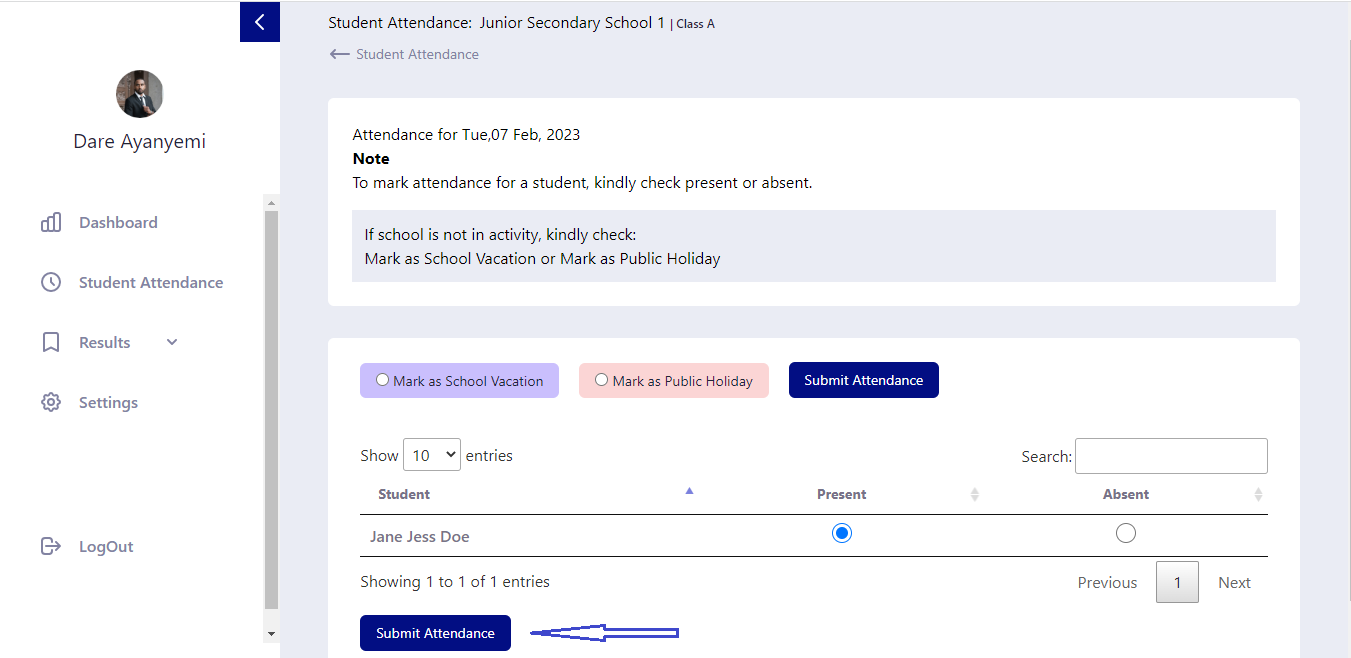 Student Attendance: Junior Secondary School 1 | Class A
Student Attendance
Dare Ayanyemi
Dashboard
Student Attendance
Results
Settings
LogOut
Attendance for Tue,07 Feb, 2023
Note
To mark attendance for a student, kindly check present or absent.
If school is not in activity, kindly check:
Mark as School Vacation or Mark as Public Holiday
Mark as School Vacation Mark as Public Holiday Submit Attendance
Show 10 entries Search:
Student Present Absent
Jane Jess Doe
Showing 1 to 1 of 1 entries Previous 1 Next
Submit Attendance